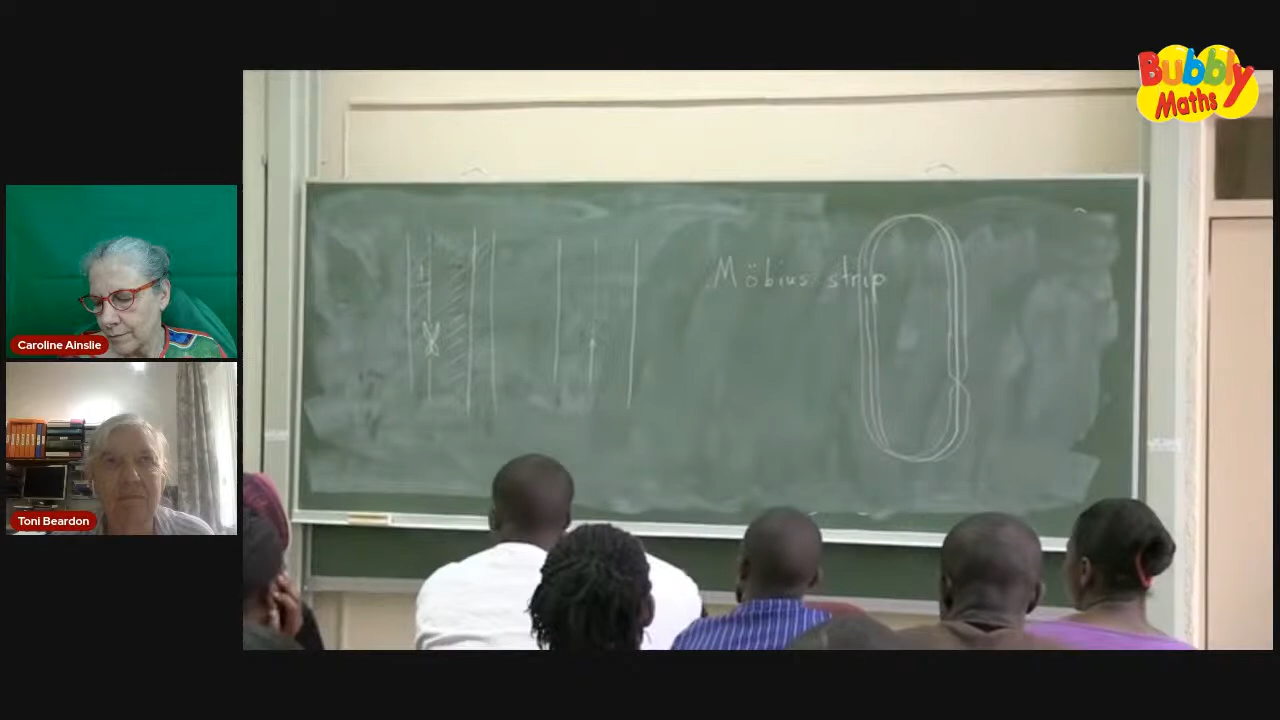 Bubbly
Maths
Möbius strip
Caroline Ainslie
Toni Beardon